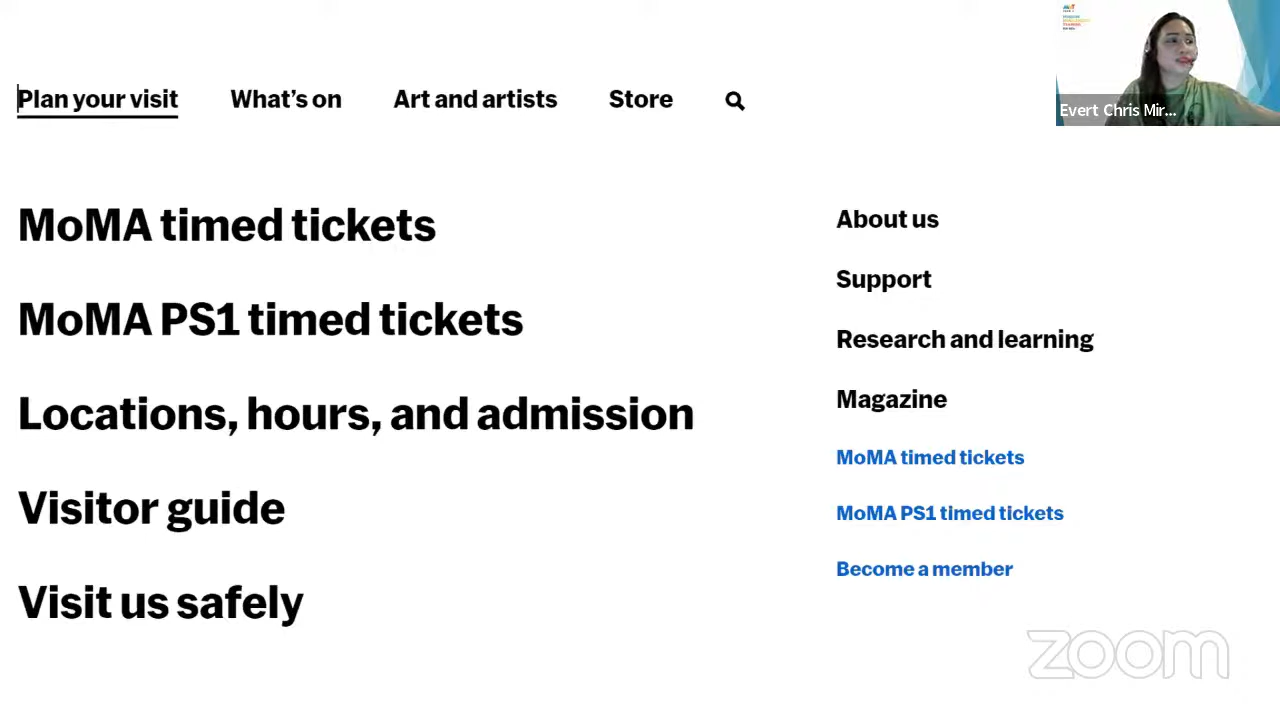 Plan your visit What's on Art and artists Store
Evert Chris Mir...
MoMA timed tickets
MoMA PS1 timed tickets
Locations, hours, and admission
Visitor guide
Visit us safely
About us
Support
Research and learning
Magazine
MoMA timed tickets
MoMA PS1 timed tickets
Become a member
zoom